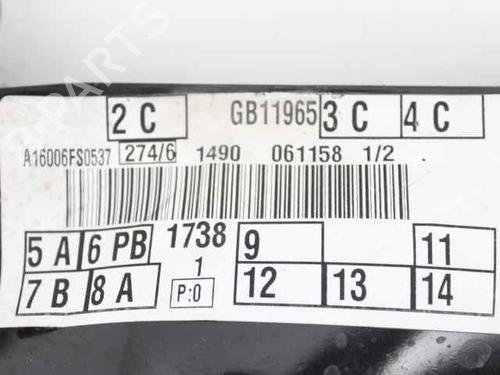 2 C GB11965 3 C 4 C
A16006FS0537 274/6 1490 061158 1/2
5 A 6 PB 1738 9 11
7 B 8 A 1 P:0 12 13 14